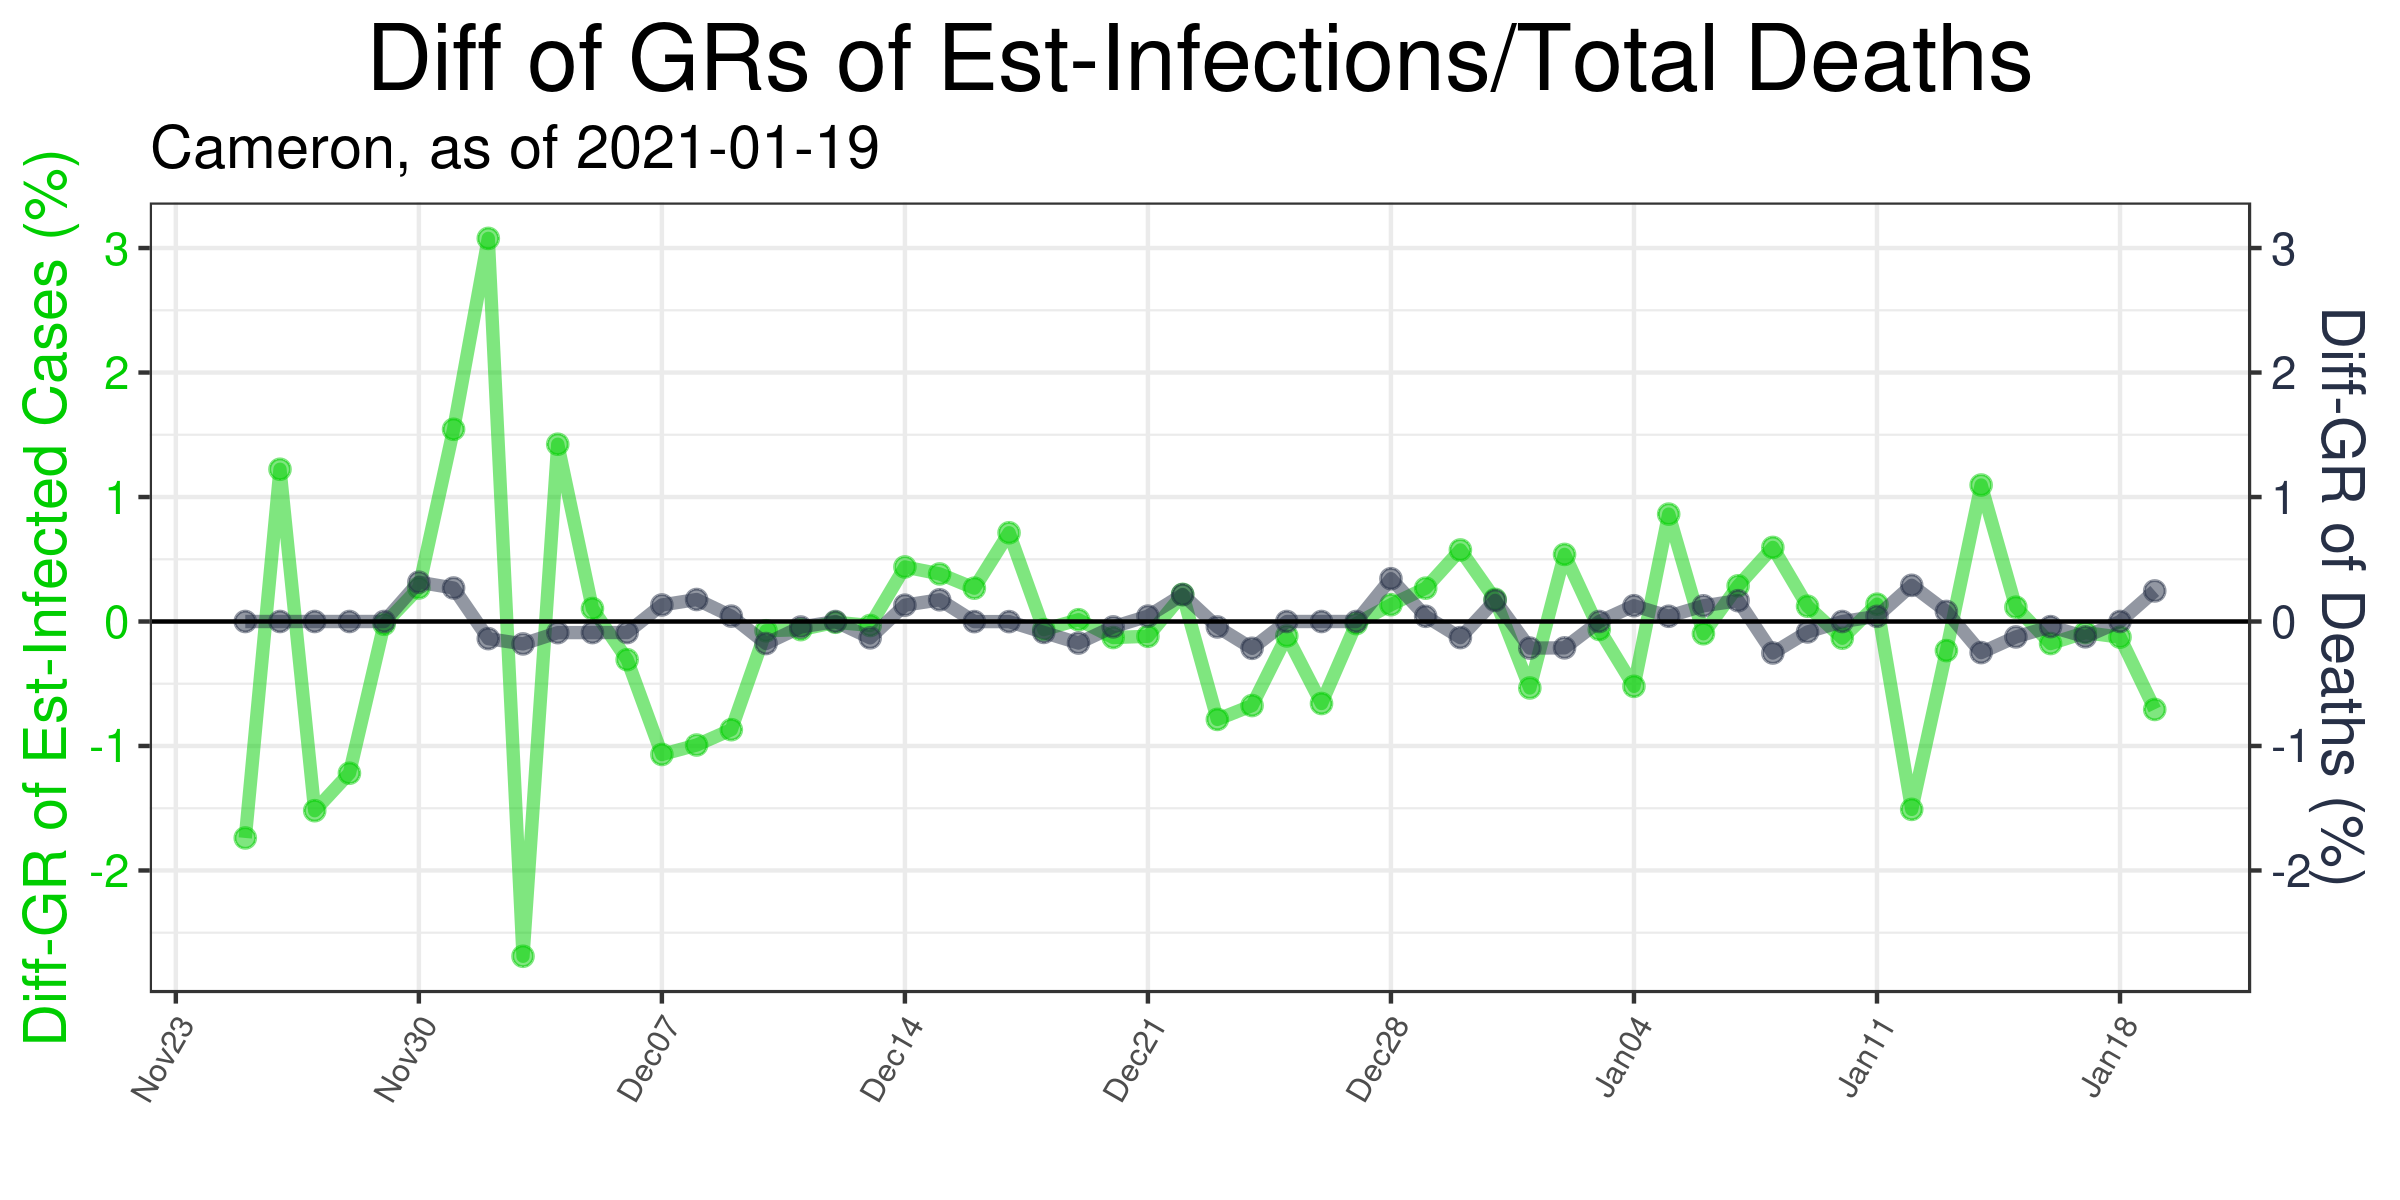 Diff of GRs of Est-Infections/Total Deaths
Cameron, as of 2021-01-19
Diff-GR of Est-Infected Cases (%)
3
2
1
0
-1
-2
3
2
1
0
-1
-2
Diff-GR of Deaths (%)
Nov23
Nov30
Dec07
Dec14
Dec21
Dec28
Jan04
Jan11
Jan18